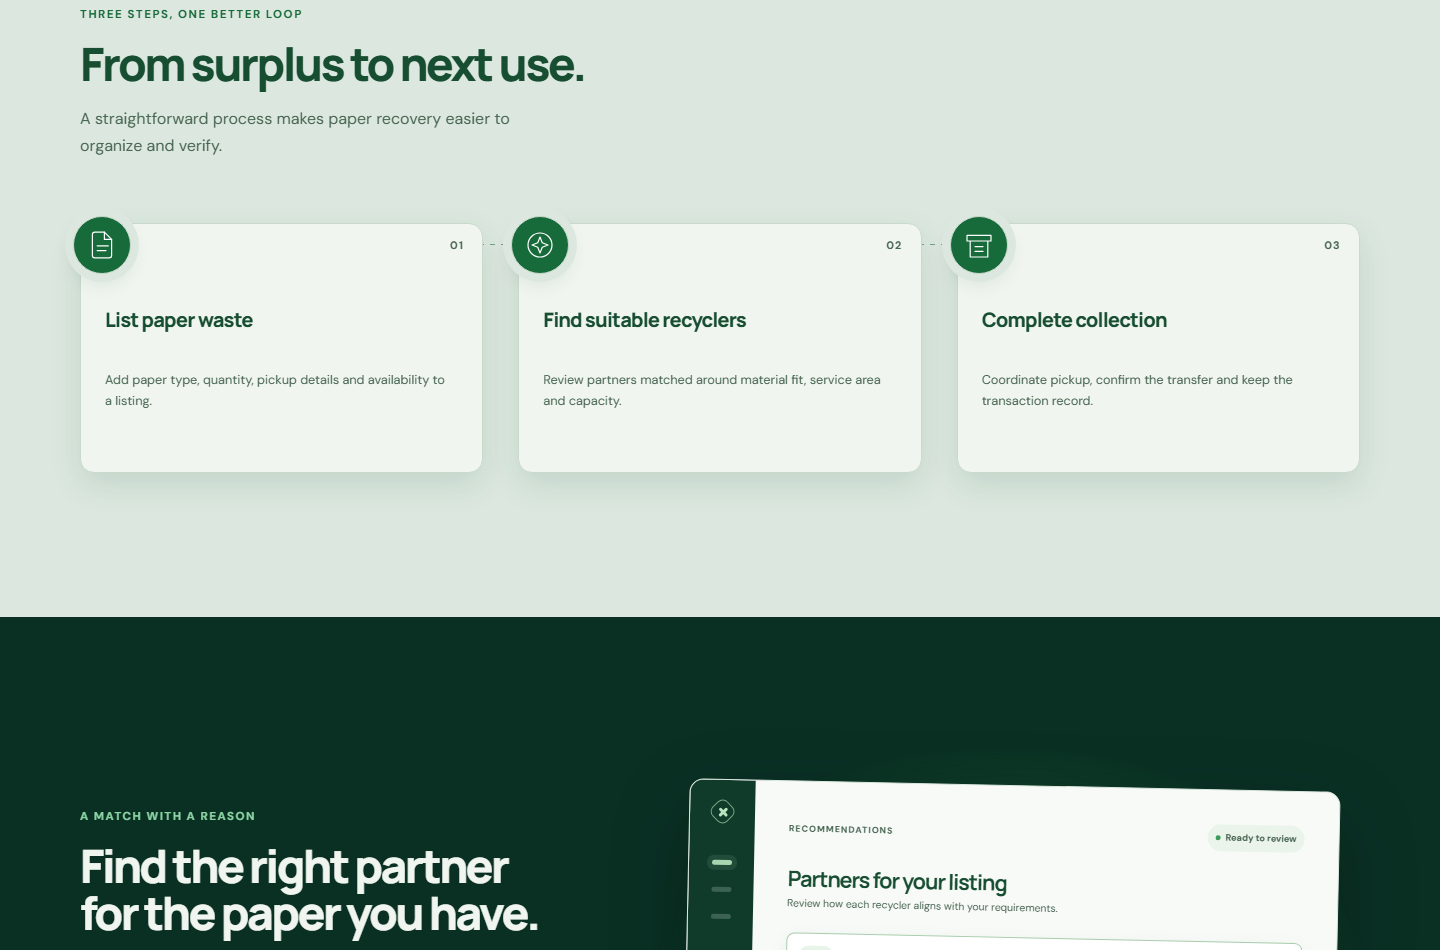 THREE STEPS, ONE BETTER LOOP
From surplus to next use.
A straightforward process makes paper recovery easier to
organize and verify.
01
List paper waste
Add paper type, quantity, pickup details and availability to
a listing.
02
Find suitable recyclers
Review partners matched around material fit, service area
and capacity.
03
Complete collection
Coordinate pickup, confirm the transfer and keep the
transaction record.
A MATCH WITH A REASON
Find the right partner
for the paper you have.
RECOMMENDATIONS
Ready to review
Partners for your listing
Review how each recycler aligns with your requirements.